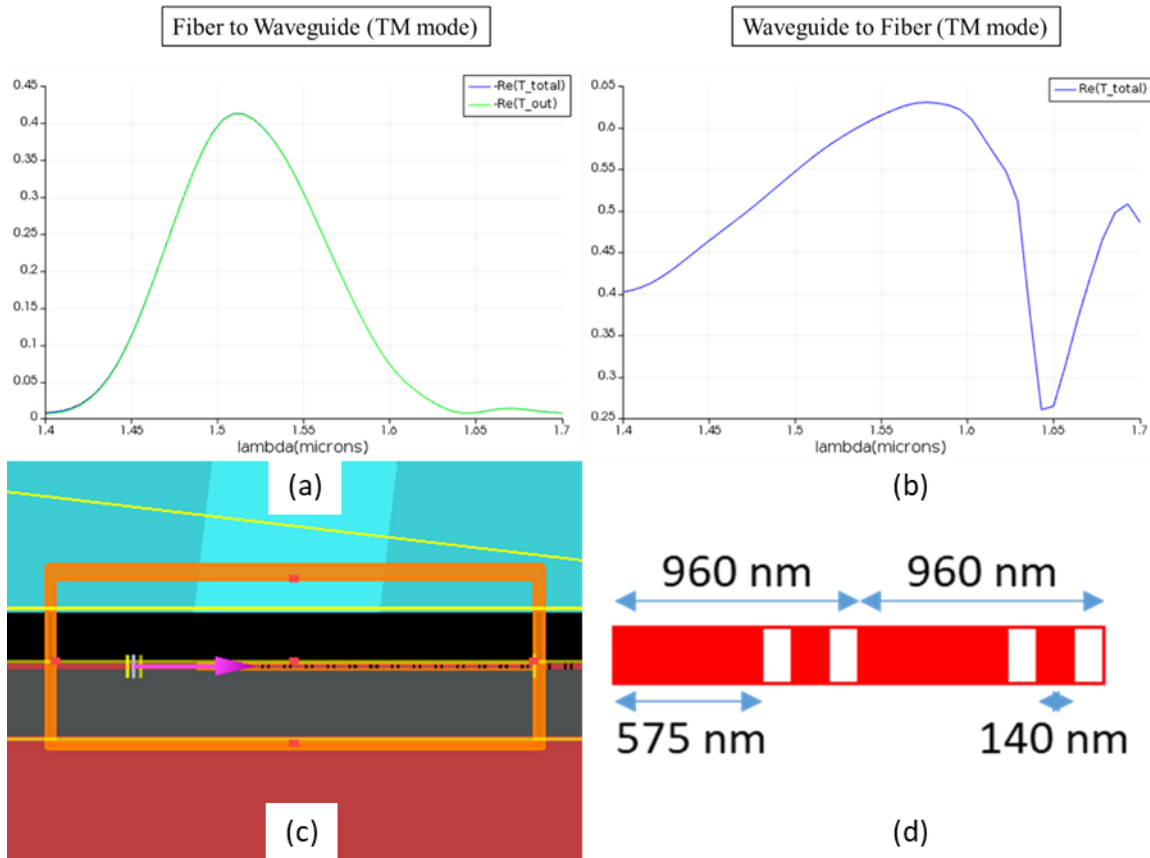 Fiber to Waveguide (TM mode)
Waveguide to Fiber (TM mode)
0.45
0.4
0.35
0.3
0.25
0.2
0.15
0.1
0.05
0
-Re(T_total)
-Re(T_out)
1.4
1.45
1.5
1.55
1.6
1.65
1.7
lambda(microns)
0.65
0.6
0.55
0.5
0.45
0.4
0.35
0.3
0.25
Re(T_total)
1.4
1.45
1.5
1.55
1.6
1.65
1.7
lambda(microns)
(a)
(b)
960 nm
960 nm
575 nm
140 nm
(c)
(d)